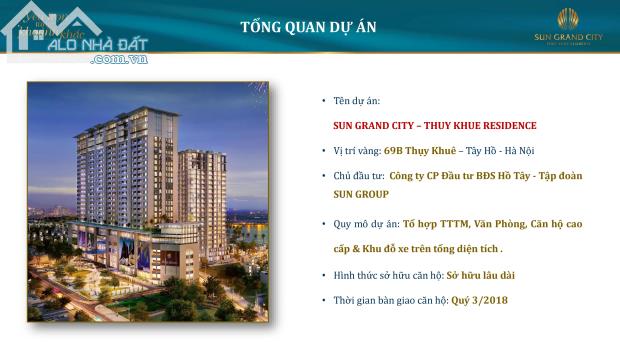 TỔNG QUAN DỰ ÁN
ALO NHÀ ĐẤT
.com.vn
khác
SUN GRAND CITY
• Tên dự án:
SUN GRAND CITY – THUY KHUE RESIDENCE
• Vị trí vàng: 69B Thụy Khuê – Tây Hồ - Hà Nội
• Chủ đầu tư: Công ty CP Đầu tư BĐS Hồ Tây - Tập đoàn
SUN GROUP
• Quy mô dự án: Tổ hợp TTTM, Văn Phòng, Căn hộ cao
cấp & Khu đỗ xe trên tổng diện tích .
• Hình thức sở hữu căn hộ: Sở hữu lâu dài
• Thời gian bàn giao căn hộ: Quý 3/2018